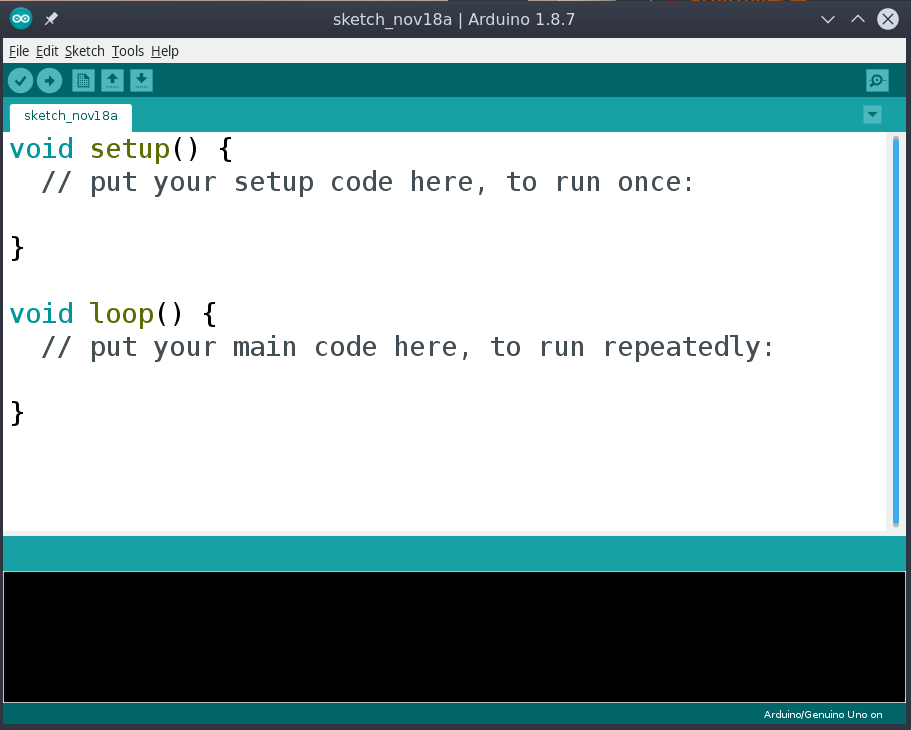 sketch_nov18a | Arduino 1.8.7
File Edit Sketch Tools Help
sketch_nov18a
void setup() {
  // put your setup code here, to run once:
}
void loop() {
  // put your main code here, to run repeatedly:
}
Arduino/Genuino Uno on